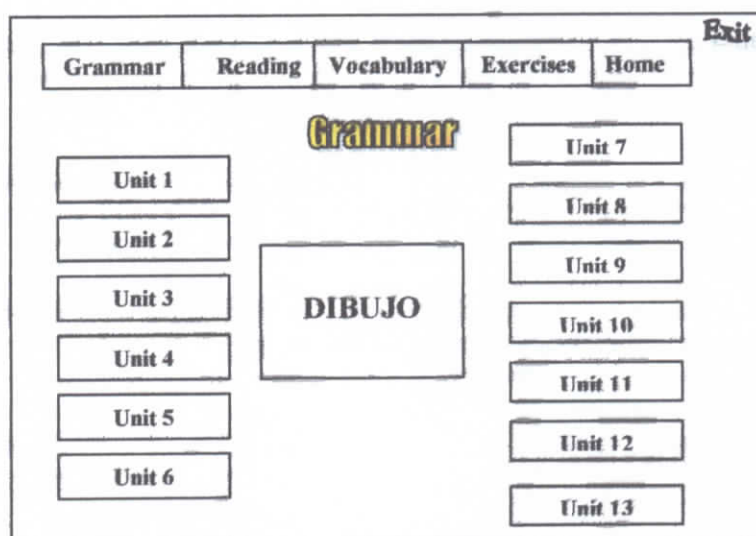 Exit
Grammar Reading Vocabulary Exercises Home
Grammar
Unit 1
Unit 2
Unit 3
Unit 4
Unit 5
Unit 6
DIBUJO
Unit 7
Unit 8
Unit 9
Unit 10
Unit 11
Unit 12
Unit 13